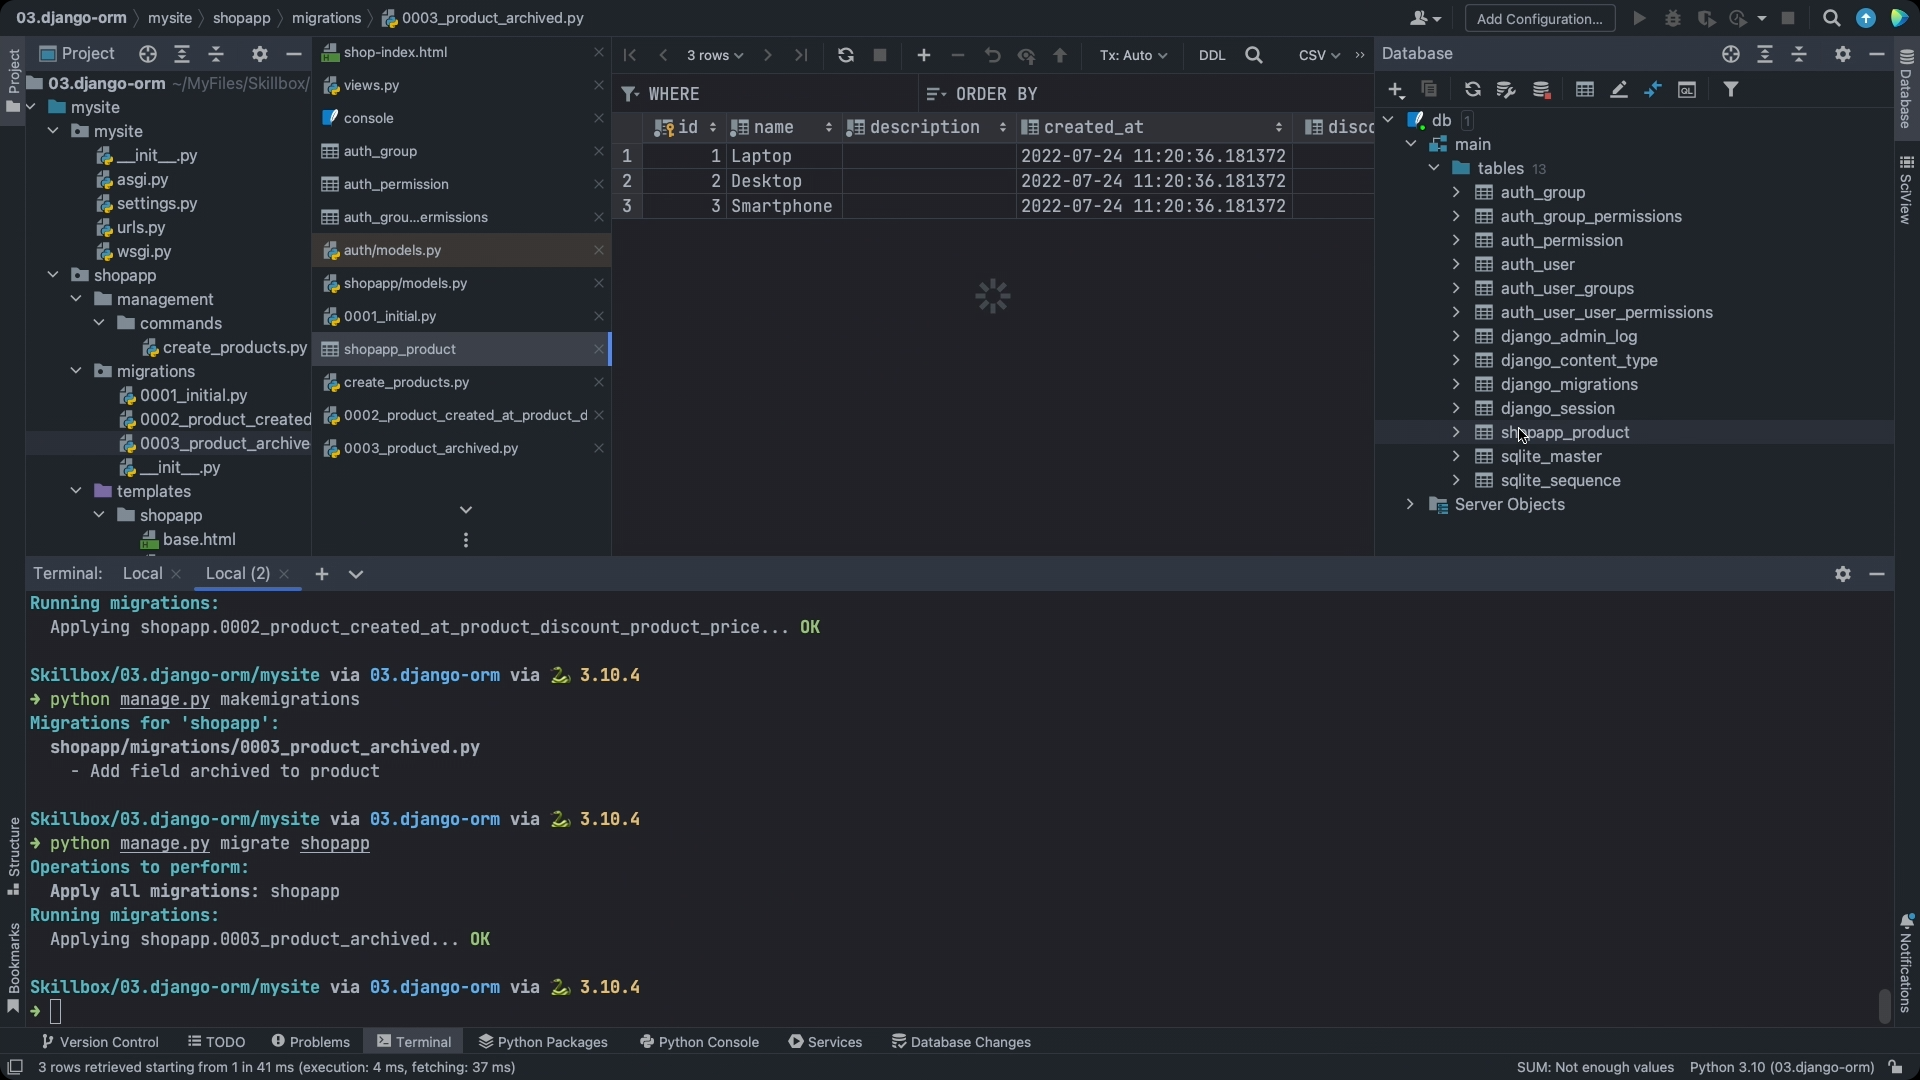 03.django-orm
mysite
shopapp
migrations
0003_product_archived.py
Add Configuration...
Project
Project
03.django-orm ~/MyFiles/Skillbox/
mysite
mysite
__init__.py
asgi.py
settings.py
urls.py
wsgi.py
shopapp
management
commands
create_products.py
migrations
0001_initial.py
0002_product_created
0003_product_archive
__init__.py
templates
shopapp
base.html
shop-index.html
views.py
console
auth_group
auth_permission
auth_grou...ermissions
auth/models.py
shopapp/models.py
0001_initial.py
shopapp_product
create_products.py
0002_product_created_at_product_d
0003_product_archived.py
3 rows
Tx: Auto
DDL
CSV
WHERE
ORDER BY
id name description created_at disco
1 1 Laptop 2022-07-24 11:20:36.181372
2 2 Desktop 2022-07-24 11:20:36.181372
3 3 Smartphone 2022-07-24 11:20:36.181372
Database
QL
db 1
main
tables 13
auth_group
auth_group_permissions
auth_permission
auth_user
auth_user_groups
auth_user_user_permissions
django_admin_log
django_content_type
django_migrations
django_session
shopapp_product
sqlite_master
sqlite_sequence
Server Objects
Database
SciView
Notifications
Structure
Bookmarks
Terminal: Local Local (2)
Running migrations:
Applying shopapp.0002_product_created_at_product_discount_product_price... OK
Skillbox/03.django-orm/mysite via 03.django-orm via 🐍 3.10.4
➜ python manage.py makemigrations
Migrations for 'shopapp':
shopapp/migrations/0003_product_archived.py
- Add field archived to product
Skillbox/03.django-orm/mysite via 03.django-orm via 🐍 3.10.4
➜ python manage.py migrate shopapp
Operations to perform:
Apply all migrations: shopapp
Running migrations:
Applying shopapp.0003_product_archived... OK
Skillbox/03.django-orm/mysite via 03.django-orm via 🐍 3.10.4
➜
Version Control
TODO
Problems
Terminal
Python Packages
Python Console
Services
Database Changes
3 rows retrieved starting from 1 in 41 ms (execution: 4 ms, fetching: 37 ms)
SUM: Not enough values
Python 3.10 (03.django-orm)